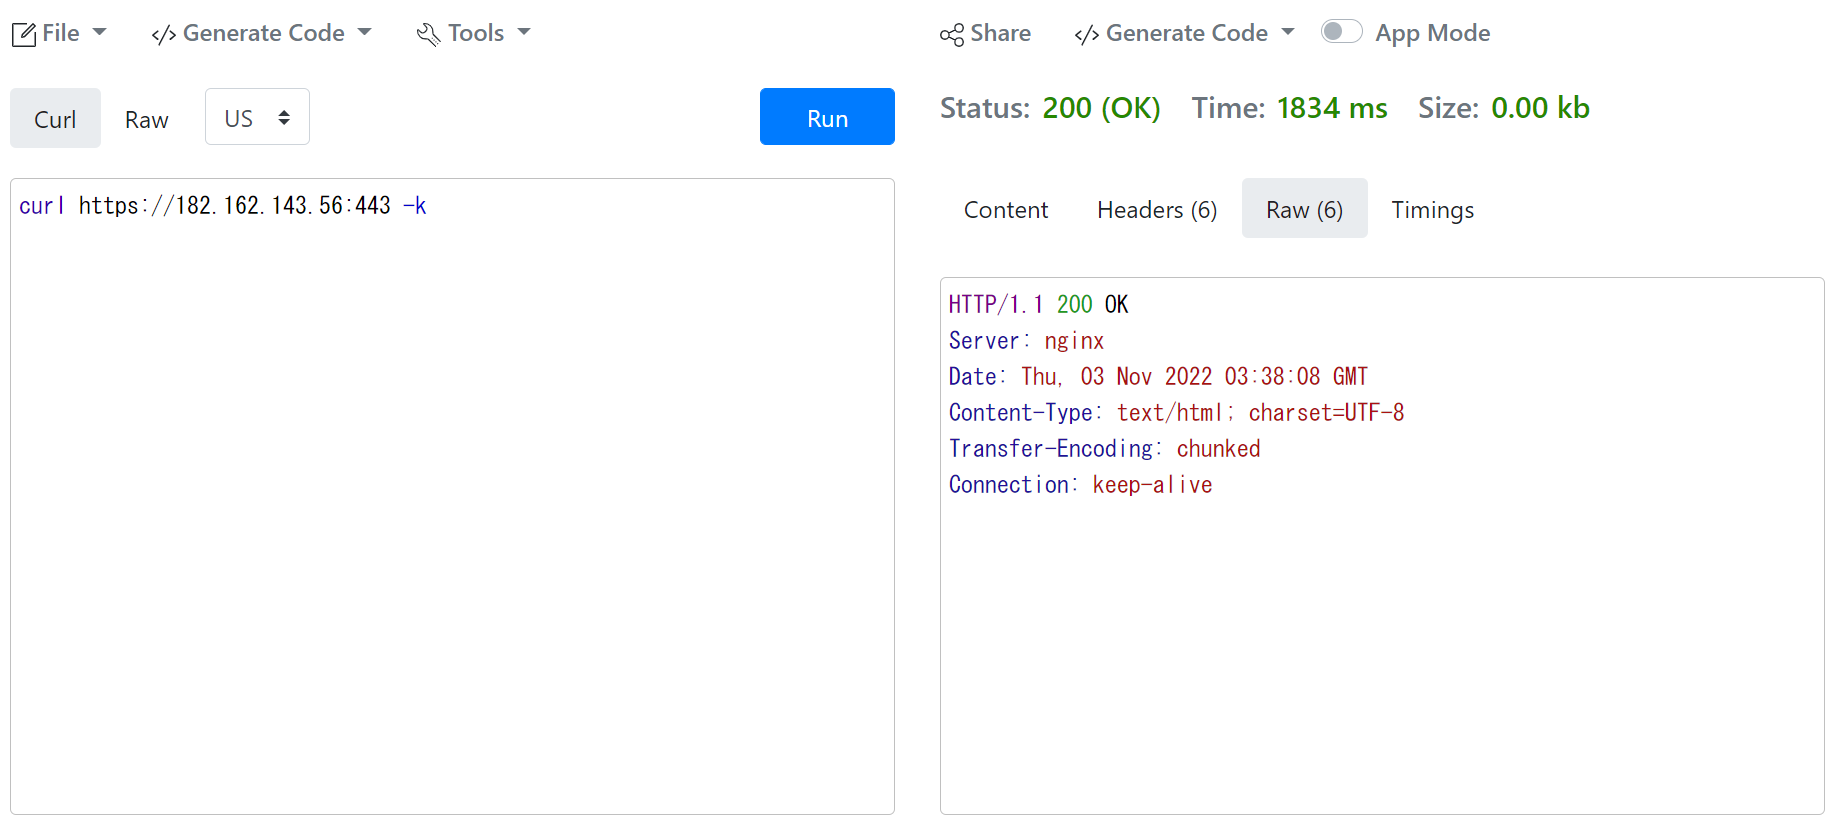 File Generate Code Tools
Curl Raw US Run
curl https://182.162.143.56:443 -k
Share Generate Code App Mode
Status: 200 (OK) Time: 1834 ms Size: 0.00 kb
Content Headers (6) Raw (6) Timings
HTTP/1.1 200 OK
Server: nginx
Date: Thu, 03 Nov 2022 03:38:08 GMT
Content-Type: text/html; charset=UTF-8
Transfer-Encoding: chunked
Connection: keep-alive